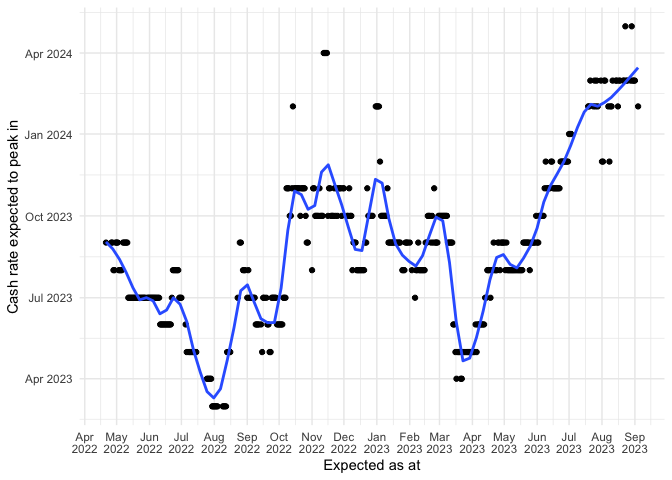 Cash rate expected to peak in
Apr 2024
Jan 2024
Oct 2023
Jul 2023
Apr 2023
Apr May Jun Jul Aug Sep Oct Nov Dec Jan Feb Mar Apr May Jun Jul Aug Sep
2022 2022 2022 2022 2022 2022 2022 2022 2022 2023 2023 2023 2023 2023 2023 2023 2023 2023
Expected as at